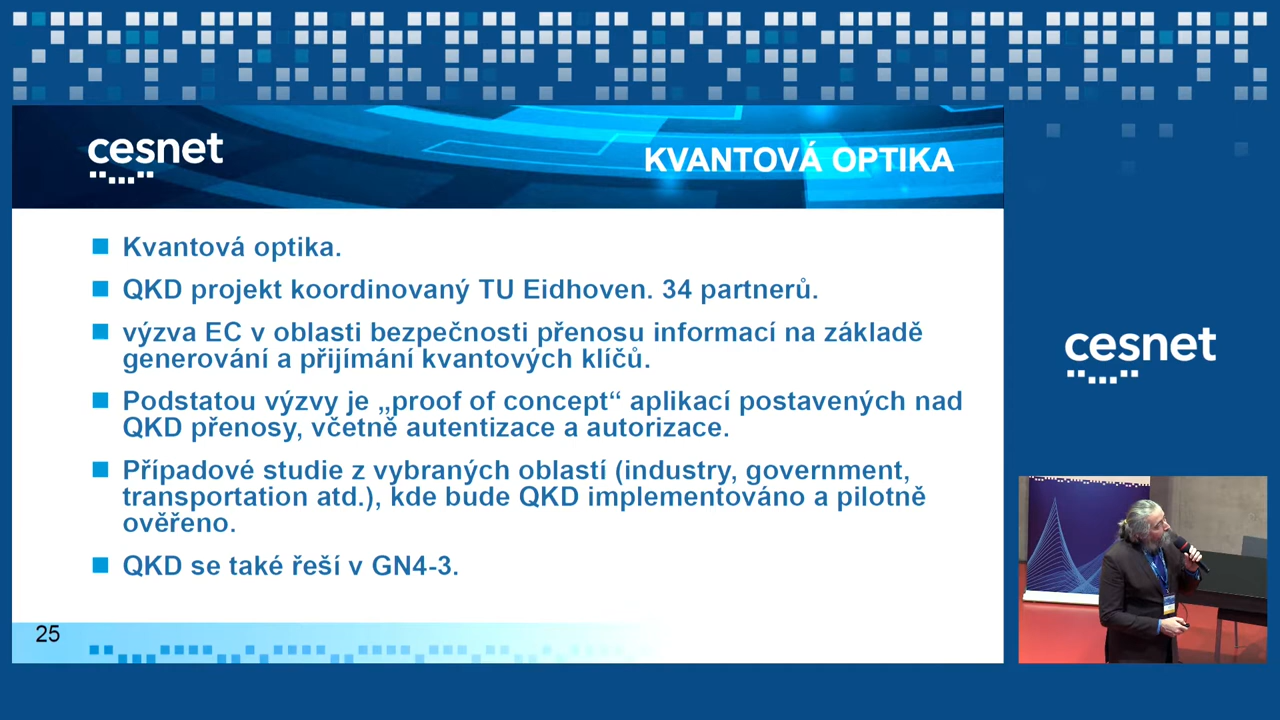 cesnet
KVANTOVÁ OPTIKA
Kvantová optika.
QKD projekt koordinovaný TU Eidhoven. 34 partnerů.
výzva EC v oblasti bezpečnosti přenosu informací na základě
generování a přijímání kvantových klíčů.
Podstatou výzvy je „proof of concept“ aplikací postavených nad
QKD přenosy, včetně autentizace a autorizace.
Případové studie z vybraných oblastí (industry, government,
transportation atd.), kde bude QKD implementováno a pilotně
ověřeno.
QKD se také řeší v GN4-3.
25
cesnet